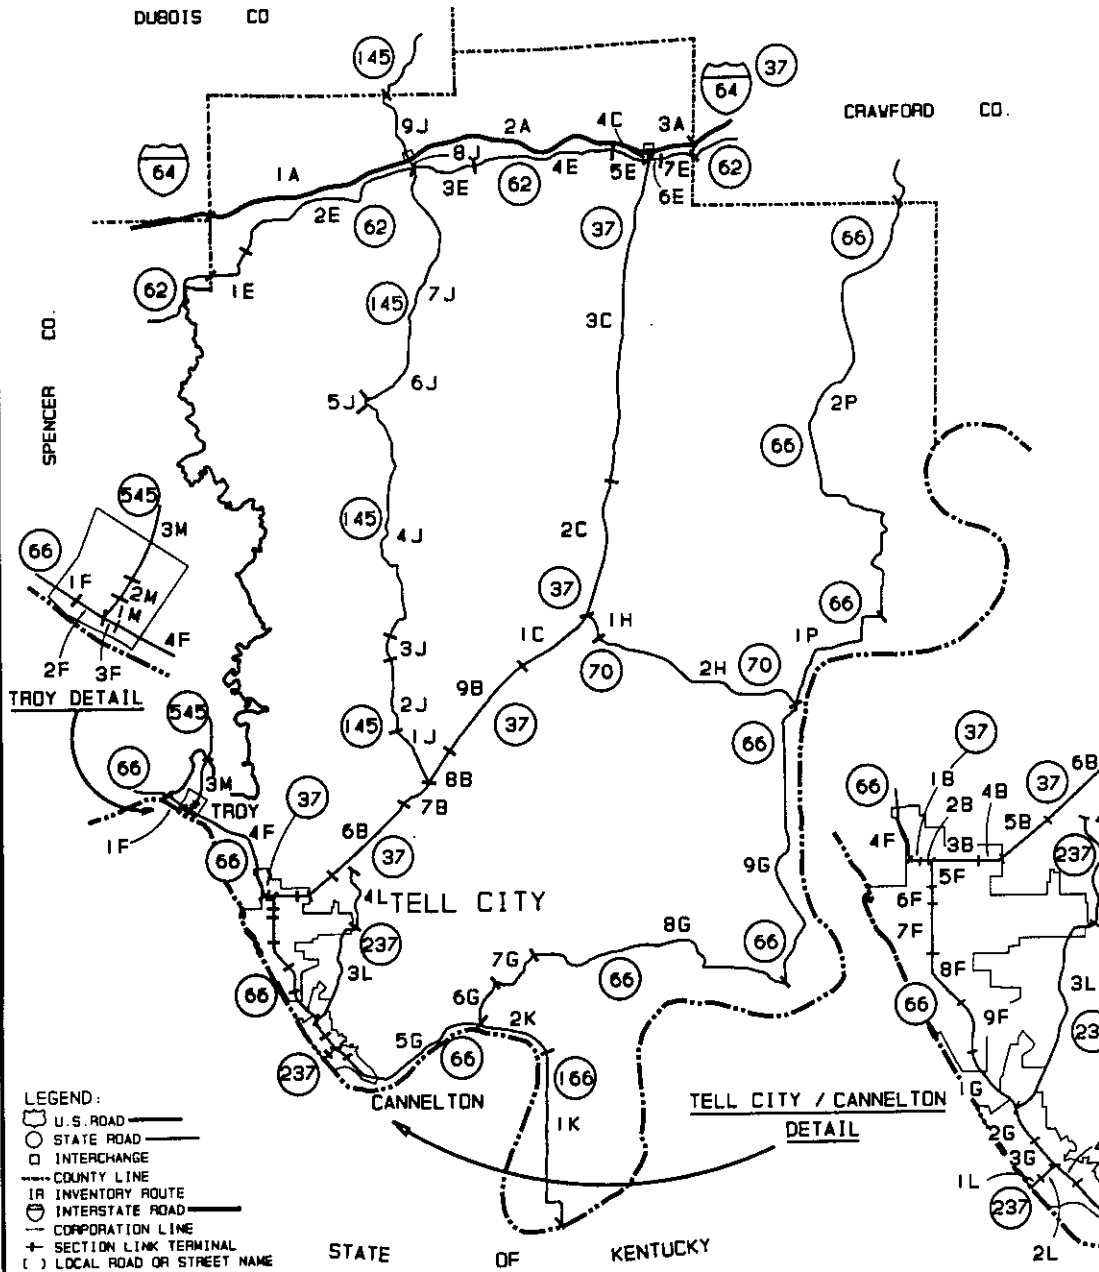 DUBOIS CO
145
64
37
CRAWFORD CO.
9J
2A
4C
3A
64
1A
8J
3E
62
4E
5E
7E
6E
62
2E
62
37
66
62
1E
7J
145
3C
SPENCER CO.
5J
6J
2P
66
545
3M
66
1F
2M
1M
2F
3F
4F
145
4J
2C
37
66
1C
1H
1P
3J
70
2H
70
TROY DETAIL
9B
2J
37
545
145
1J
66
66
3M
TROY
8B
7B
37
1F
4F
66
6B
37
4L
TELL CITY
237
3L
9G
8G
66
7G
66
6G
2K
66
5G
66
237
CANNELTON
166
1K
37
66
1B
2B
4B
37
6B
4F
3B
5B
237
5F
6F
7F
8F
66
9F
3L
23
1G
2G
3G
1L
237
2L
TELL CITY / CANNELTON
DETAIL
LEGEND:
U.S. ROAD
STATE ROAD
INTERCHANGE
COUNTY LINE
IR INVENTORY ROUTE
INTERSTATE ROAD
CORPORATION LINE
SECTION LINK TERMINAL
( ) LOCAL ROAD OR STREET NAME
STATE OF KENTUCKY